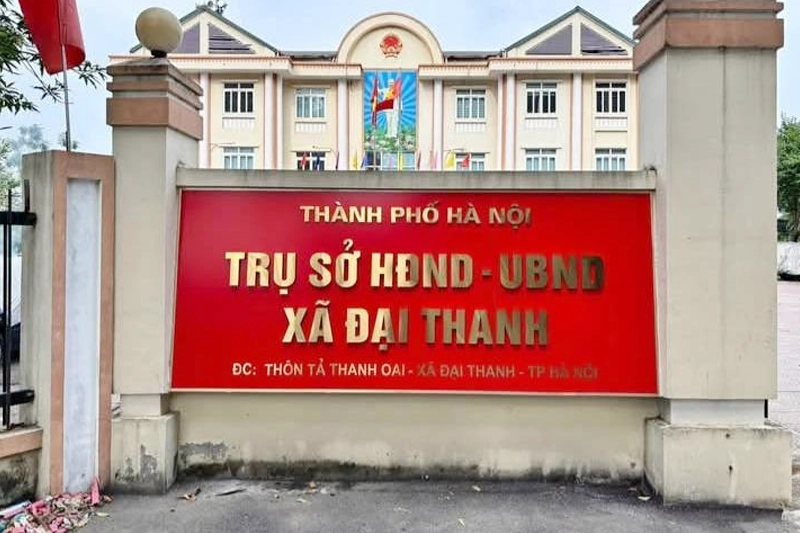 THÀNH PHỐ HÀ NỘI
TRỤ SỞ HĐND - UBND
XÃ ĐẠI THANH
ĐC: THÔN TẢ THANH OAI - XÃ ĐẠI THANH - TP HÀ NỘI